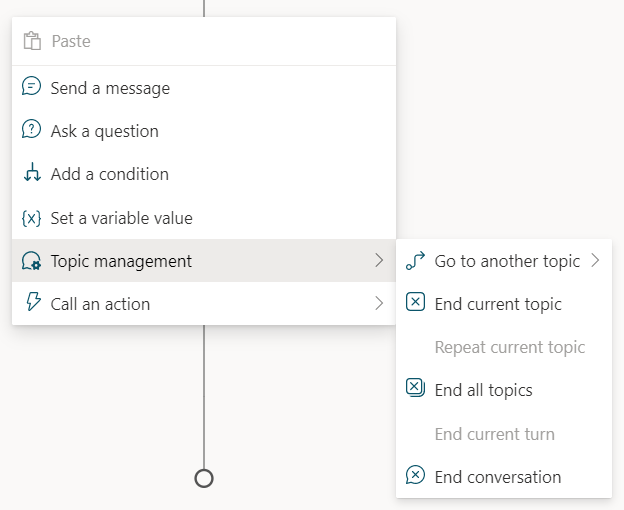 Paste
Send a message
Ask a question
Add a condition
{x} Set a variable value
Topic management
Call an action
Go to another topic
End current topic
Repeat current topic
End all topics
End current turn
End conversation